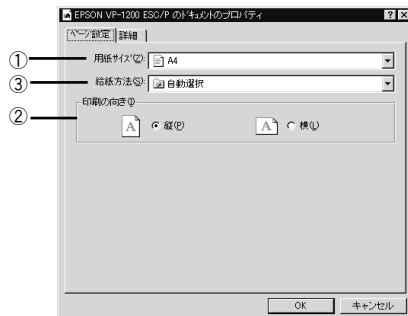 EPSON VP-1200 ESC/P のドキュメントのプロパティ
ページ設定 詳細
① 用紙サイズ(Z): A4
③ 給紙方法(S): 自動選択
印刷の向き(I)
② A 縦(P) A 横(L)
OK キャンセル